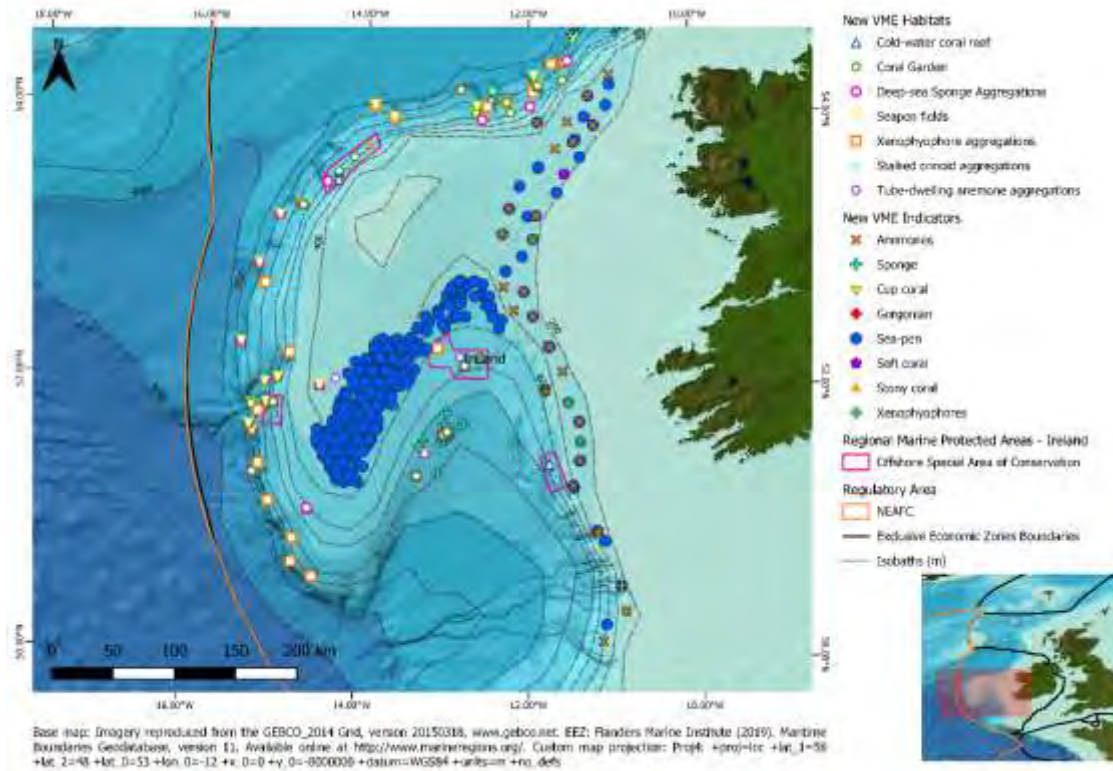 18.00°W 16.00°W 14.00°W 12.00°W 10.00°W
N
54.00°N
52.00°N 52.00°N
Ireland
50.00°N 50.00°N
0 50 100 150 200 km
16.00°W 14.00°W 12.00°W 10.00°W
New VME Habitats
Cold-water coral reef
Coral Garden
Deep-sea Sponge Aggregations
Seapen fields
Xenophyophore aggregations
Stalked crinoid aggregations
Tube-dwelling anemone aggregations
New VME Indicators
Anemones
Sponge
Cup coral
Gorgonian
Sea-pen
Soft coral
Stony coral
Xenophyophores
Regional Marine Protected Areas - Ireland
Offshore Special Area of Conservation
Regulatory Area
NEAFC
Exclusive Economic Zones Boundaries
Isobaths (m)
Base map: Imagery reproduced from the GEBCO_2014 Grid, version 20150318, www.gebco.net. EEZ: Flanders Marine Institute (2019). Maritime
Boundaries Geodatabase, version 11. Available online at http://www.marineregions.org/. Custom map projection: Proj4: +proj=lcc +lat_1=56
+lat_2=48 +lat_0=53 +lon_0=-12 +x_0=0 +datum=WGS84 +units=m +no_defs